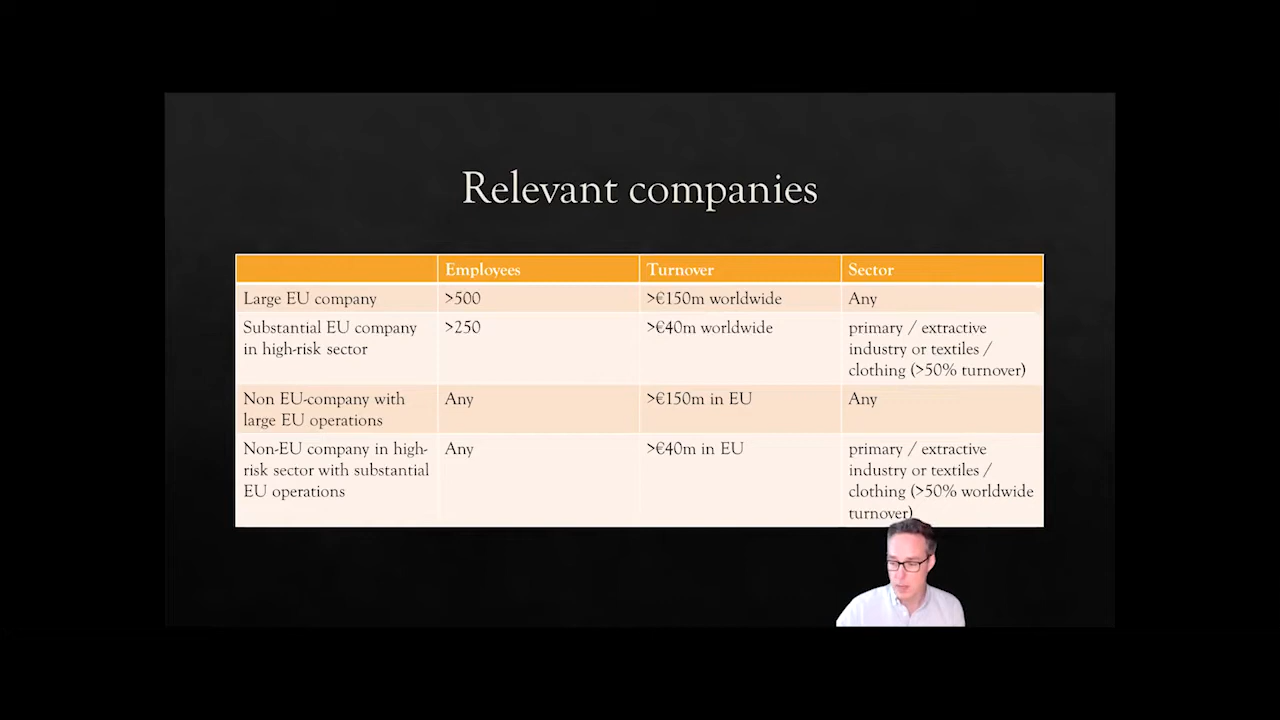 Relevant companies
Employees Turnover Sector
Large EU company >500 >€150m worldwide Any
Substantial EU company >250 >€40m worldwide primary / extractive
in high-risk sector industry or textiles /
clothing (>50% turnover)
Non EU-company with Any >€150m in EU Any
large EU operations
Non-EU company in high- Any >€40m in EU primary / extractive
risk sector with substantial industry or textiles /
EU operations clothing (>50% worldwide
turnover)